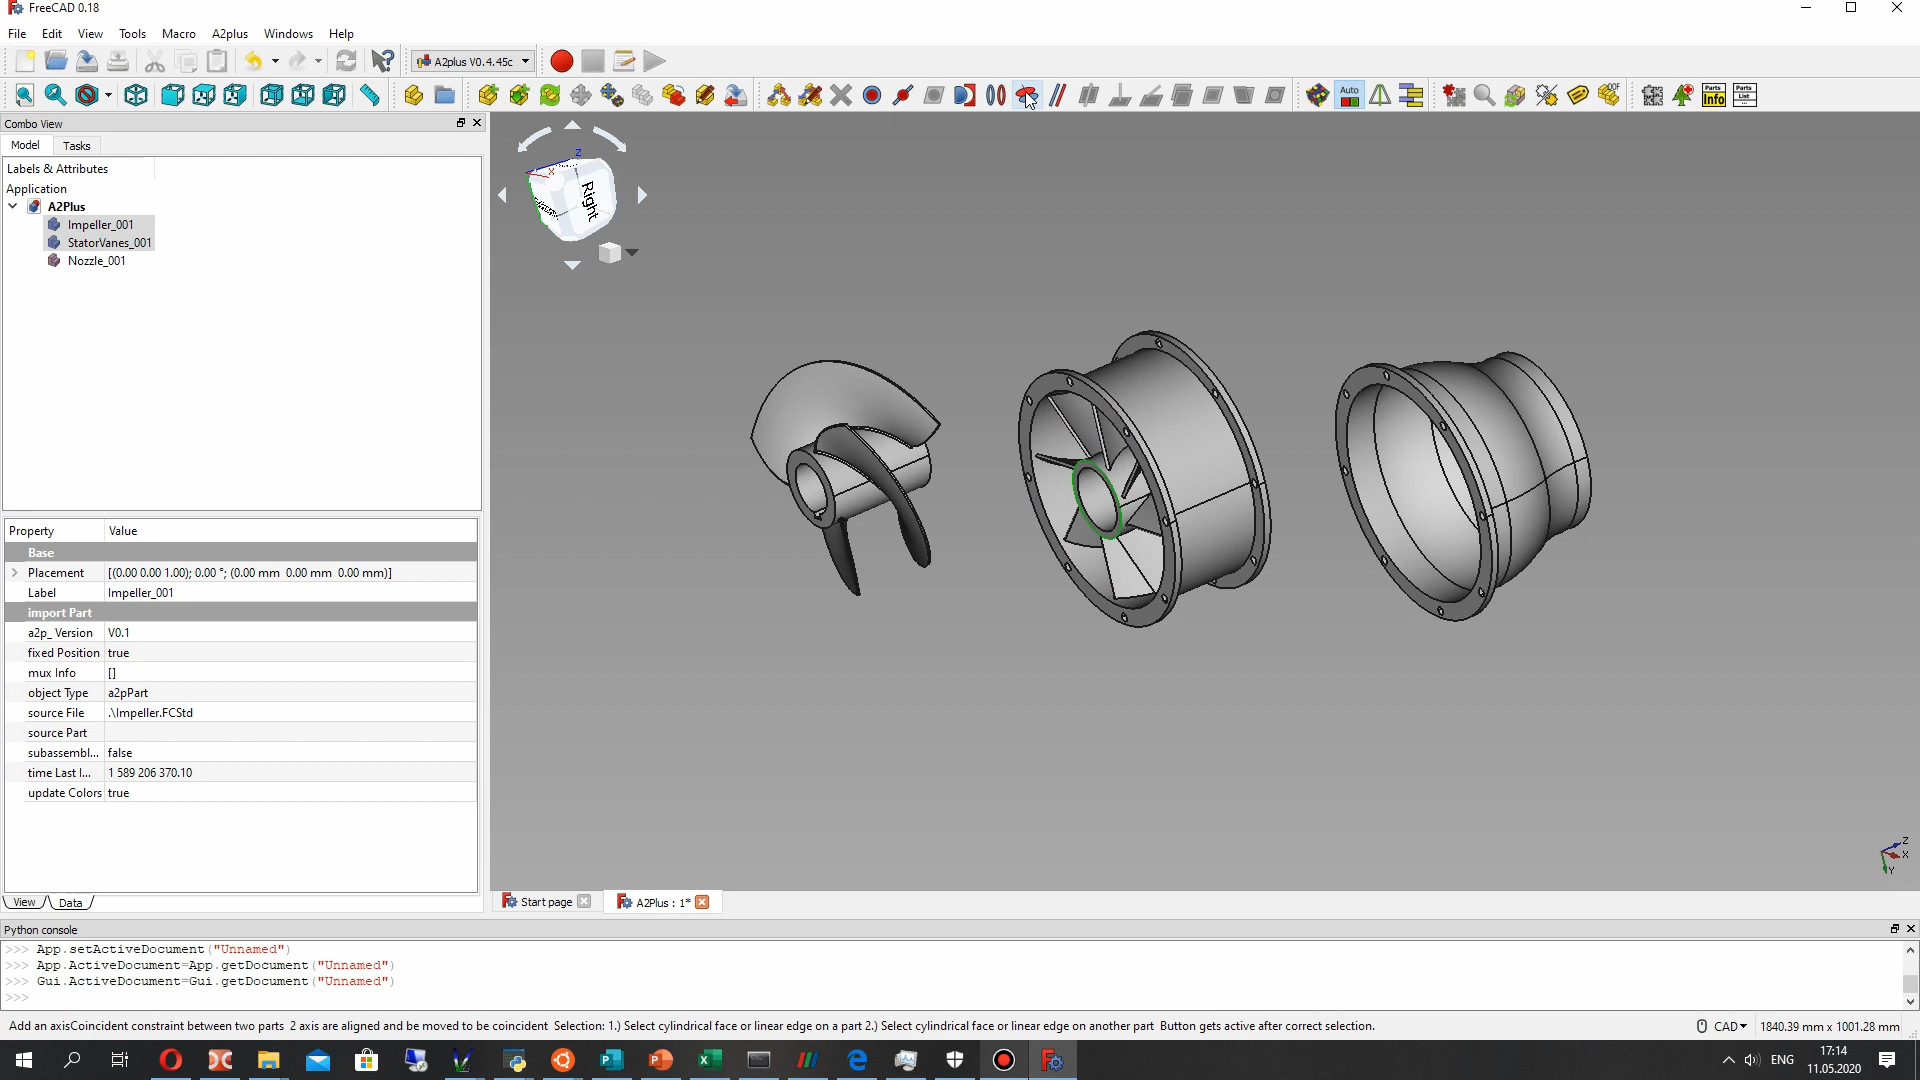 FreeCAD 0.18
File Edit View Tools Macro A2plus Windows Help
A2plus V0.4.45c
Auto
DOF
Parts Info
Parts List
Combo View
Model Tasks
Labels & Attributes
Application
A2Plus
Impeller_001
StatorVanes_001
Nozzle_001
Z
X
Right
Property Value
Base
Placement [(0.00 0.00 1.00); 0.00 °; (0.00 mm 0.00 mm 0.00 mm)]
Label Impeller_001
import Part
a2p_ Version V0.1
fixed Position true
mux Info []
object Type a2pPart
source File .\Impeller.FCStd
source Part
subassembl... false
time Last I... 1 589 206 370.10
update Colors true
Z
X
Y
View Data
Start page A2Plus : 1*
Python console
>>> App.setActiveDocument("Unnamed")
>>> App.ActiveDocument=App.getDocument("Unnamed")
>>> Gui.ActiveDocument=Gui.getDocument("Unnamed")
>>>
Add an axisCoincident constraint between two parts 2 axis are aligned and be moved to be coincident Selection: 1.) Select cylindrical face or linear edge on a part 2.) Select cylindrical face or linear edge on another part Button gets active after correct selection.
CAD 1840.39 mm x 1001.28 mm
ENG
17:14
11.05.2020